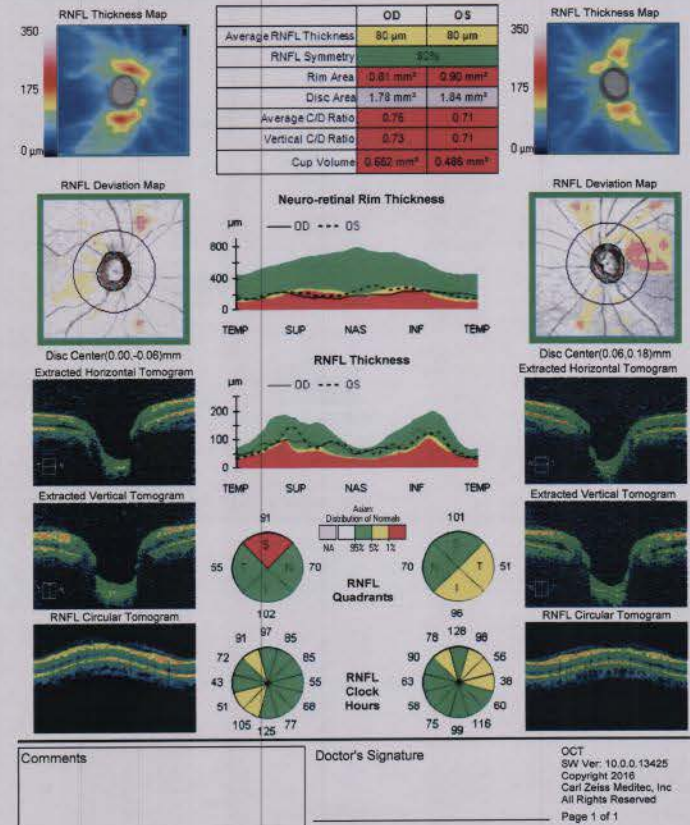 RNFL Thickness Map
350
175
0 µm
OD OS
Average RNFL Thickness 80 µm 80 µm
RNFL Symmetry
Rim Area 0.61 mm² 0.90 mm²
Disc Area 1.78 mm² 1.84 mm²
Average C/D Ratio 0.76 0.71
Vertical C/D Ratio 0.73 0.71
Cup Volume 0.486 mm³
RNFL Thickness Map
350
175
0 µm
RNFL Deviation Map
Disc Center(0.00,-0.06)mm
Neuro-retinal Rim Thickness
µm
OD OS
800
400
0
TEMP SUP NAS INF TEMP
RNFL Deviation Map
Disc Center(0.06,0.18)mm
Extracted Horizontal Tomogram
RNFL Thickness
µm
OD OS
200
100
0
TEMP SUP NAS INF TEMP
Extracted Horizontal Tomogram
Extracted Vertical Tomogram
Asian:
Distribution of Normals
NA 95% 5% 1%
Extracted Vertical Tomogram
91
S
55 T N 70
I
102
RNFL
Quadrants
101
S
70 N T 51
I
96
RNFL Circular Tomogram
97
91 85
72 85
43 55
51 68
105 77
125
RNFL
Clock
Hours
128
78 98
90 56
63 38
58 60
75 116
99
RNFL Circular Tomogram
Comments
Doctor's Signature
OCT
SW Ver: 10.0.0.13425
Copyright 2016
Carl Zeiss Meditec, Inc
All Rights Reserved
Page 1 of 1